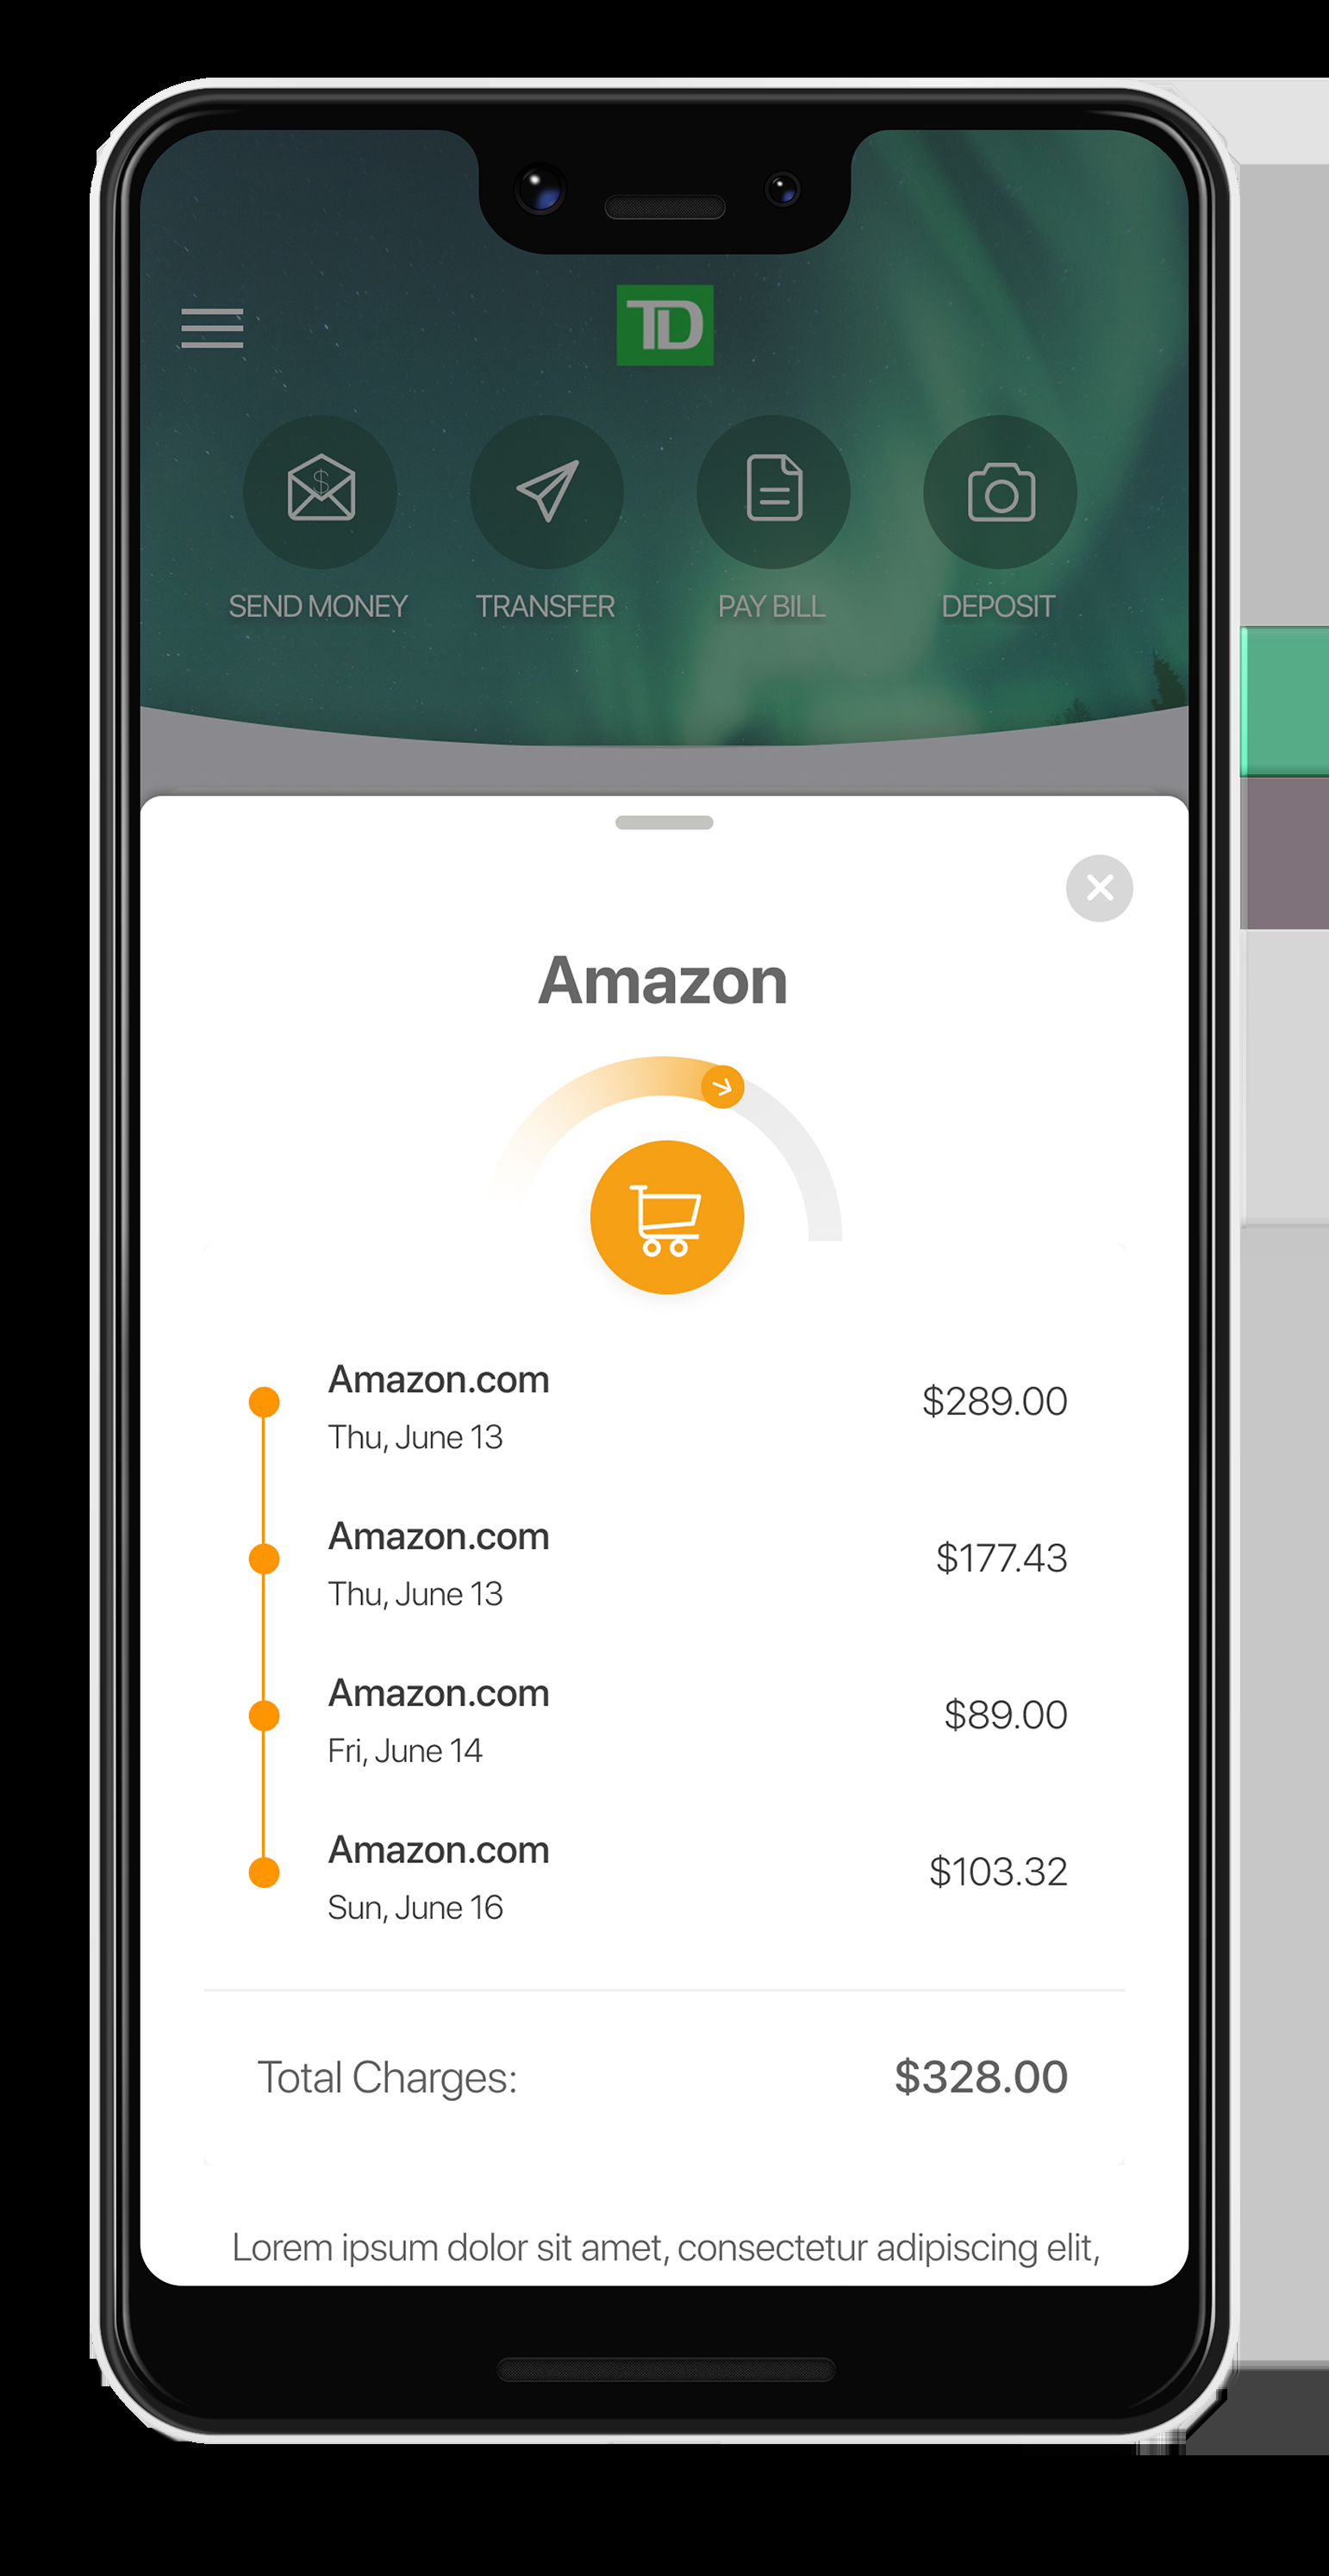 TD
SEND MONEY TRANSFER PAY BILL DEPOSIT
Amazon
Amazon.com $289.00
Thu, June 13
Amazon.com $177.43
Thu, June 13
Amazon.com $89.00
Fri, June 14
Amazon.com $103.32
Sun, June 16
Total Charges: $328.00
Lorem ipsum dolor sit amet, consectetur adipiscing elit,